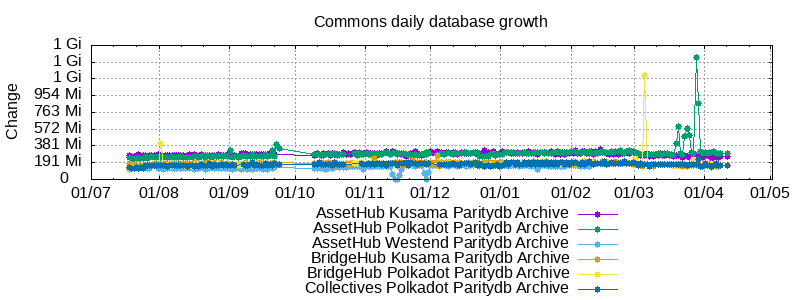 Commons daily database growth
Change
1 Gi
1 Gi
1 Gi
954 Mi
763 Mi
572 Mi
381 Mi
191 Mi
0
01/07 01/08 01/09 01/10 01/11 01/12 01/01 01/02 01/03 01/04 01/05
AssetHub Kusama Paritydb Archive
AssetHub Polkadot Paritydb Archive
AssetHub Westend Paritydb Archive
BridgeHub Kusama Paritydb Archive
BridgeHub Polkadot Paritydb Archive
Collectives Polkadot Paritydb Archive